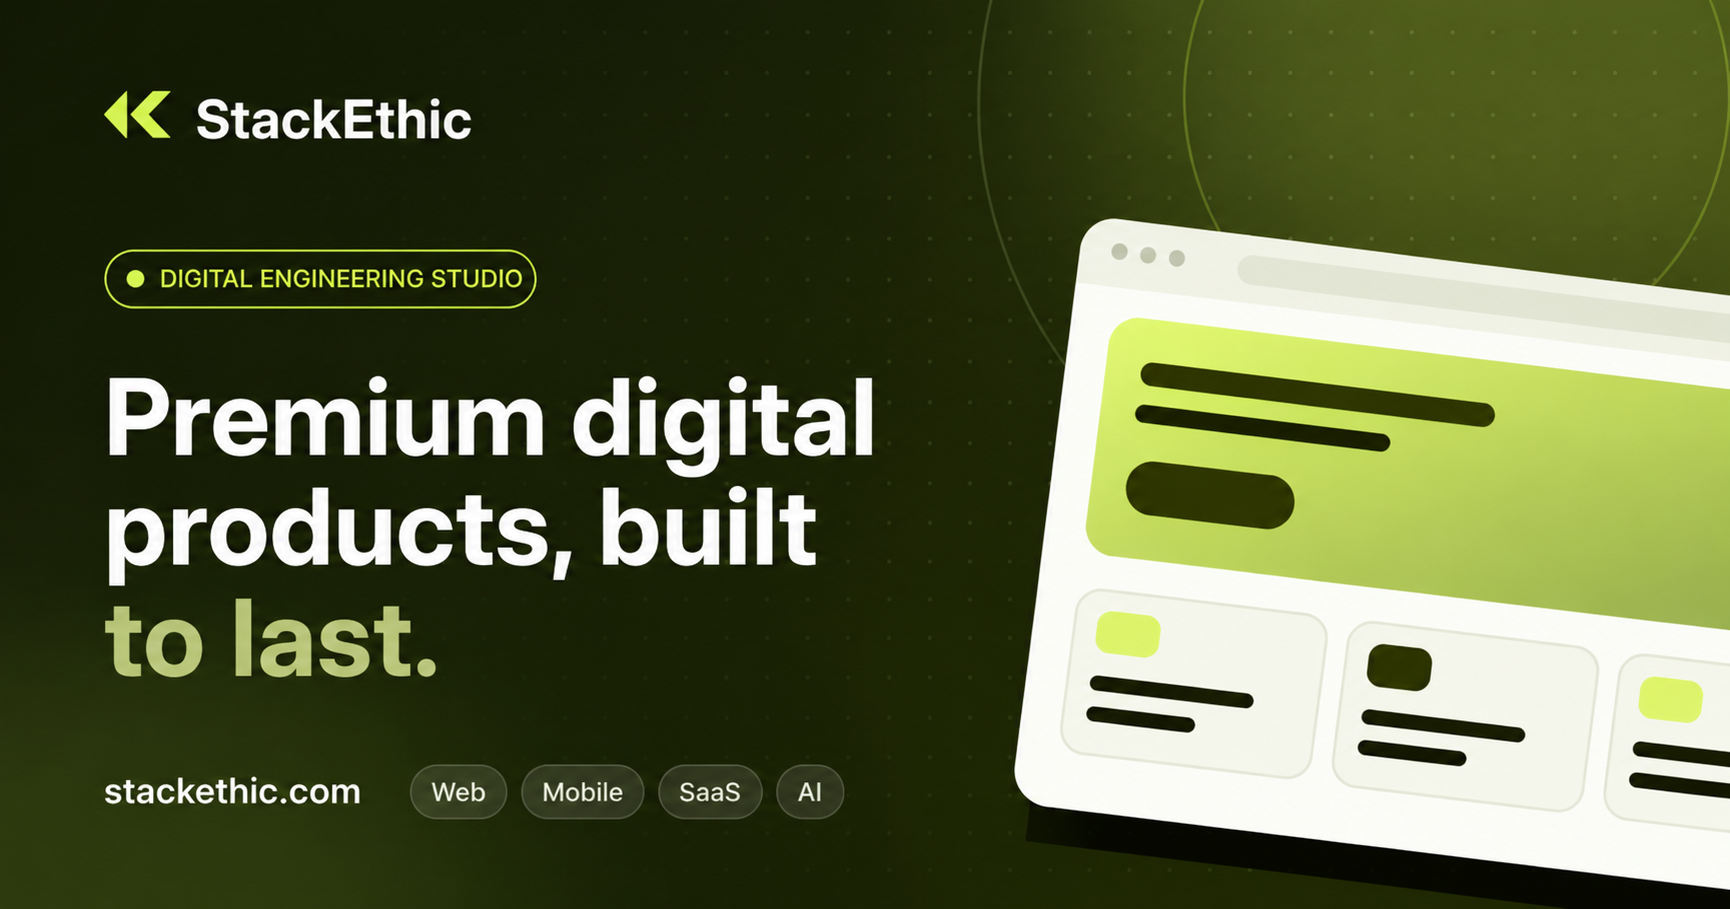 StackEthic
DIGITAL ENGINEERING STUDIO
Premium digital
products, built
to last.
stackethic.com
Web
Mobile
SaaS
AI